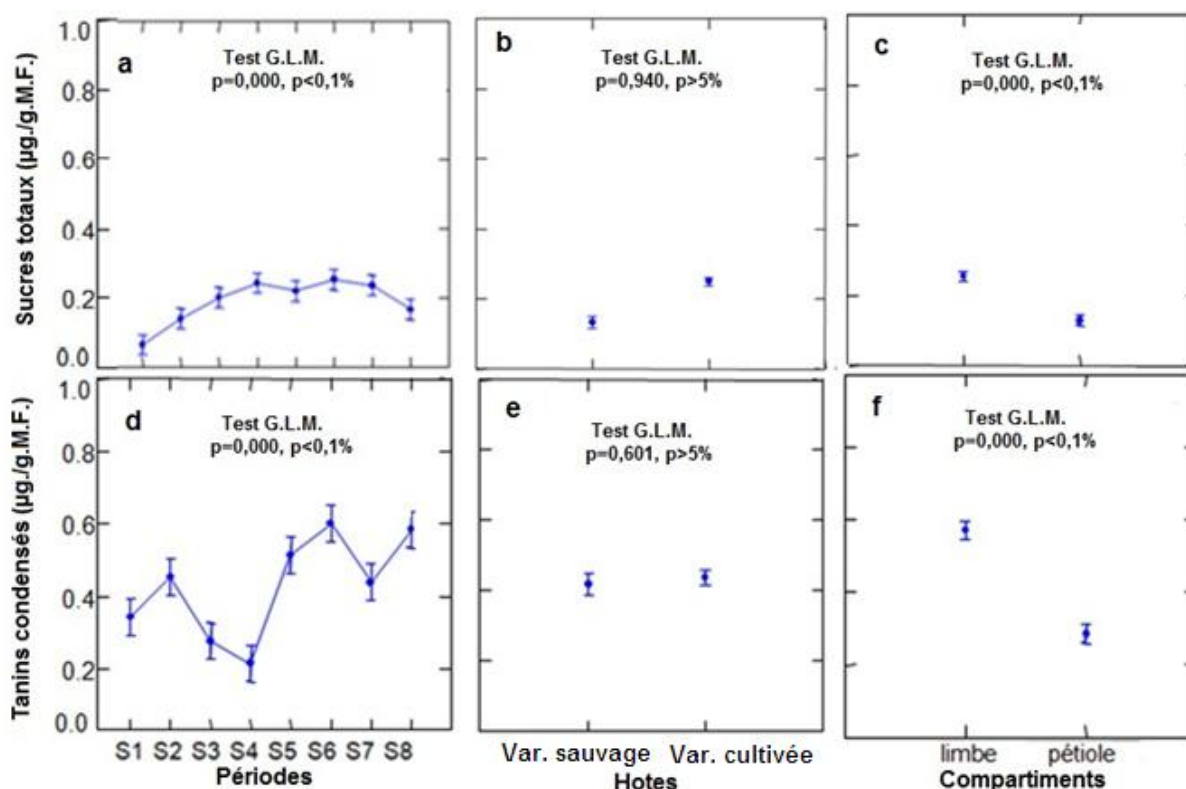 Sucres totaux (µg./g.M.F.)
1.0
0.8
0.6
0.4
0.2
0.0
a
Test G.L.M.
p=0,000, p<0,1%
b
Test G.L.M.
p=0,940, p>5%
c
Test G.L.M.
p=0,000, p<0,1%
Tanins condensés (µg./g.M.F.)
1.0
0.8
0.6
0.4
0.2
0.0
d
Test G.L.M.
p=0,000, p<0,1%
e
Test G.L.M.
p=0,601, p>5%
f
Test G.L.M.
p=0,000, p<0,1%
S1 S2 S3 S4 S5 S6 S7 S8
Périodes
Var. sauvage Var. cultivée
Hotes
limbe pétiole
Compartiments